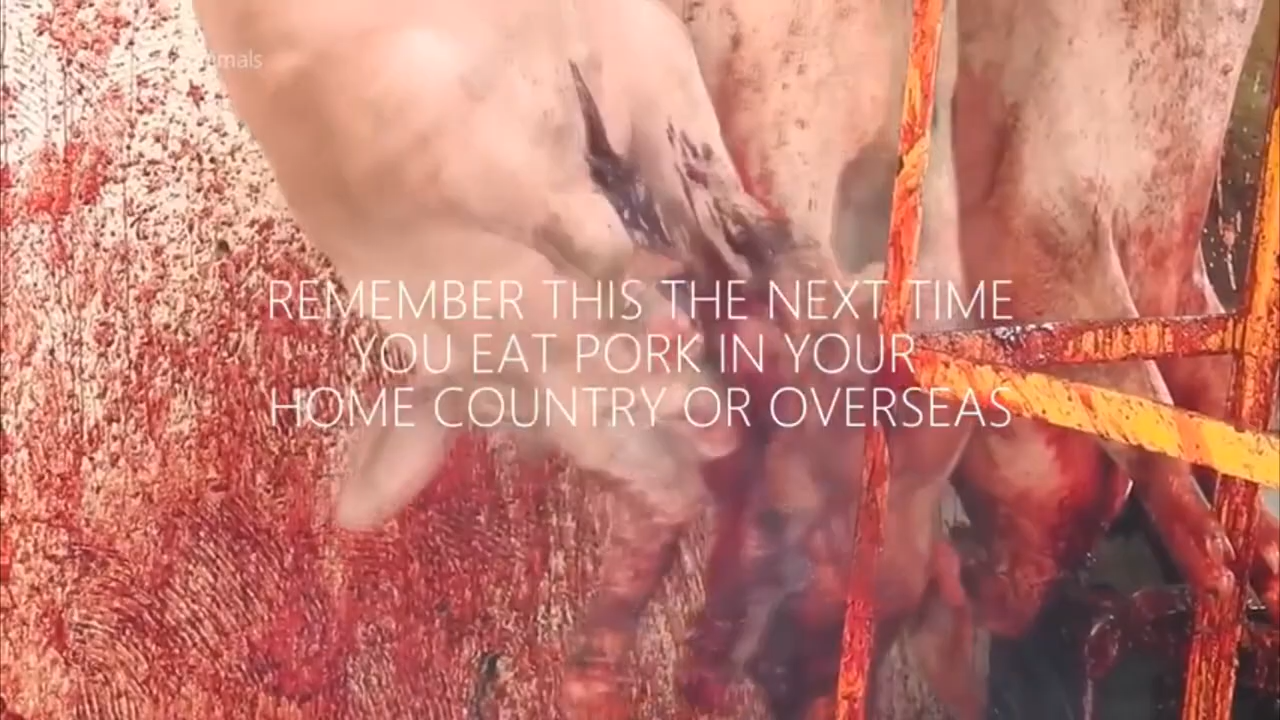 REMEMBER THIS THE NEXT TIME
YOU EAT PORK IN YOUR
HOME COUNTRY OR OVERSEAS